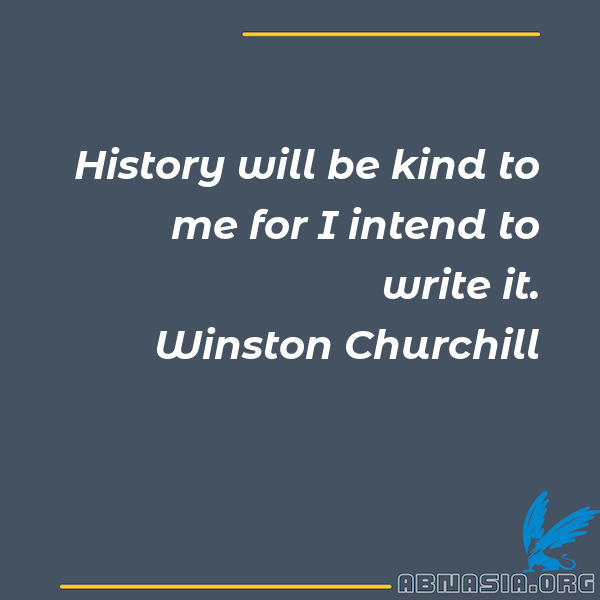 History will be kind to
me for I intend to
write it.
Winston Churchill
ABNASIA.ORG